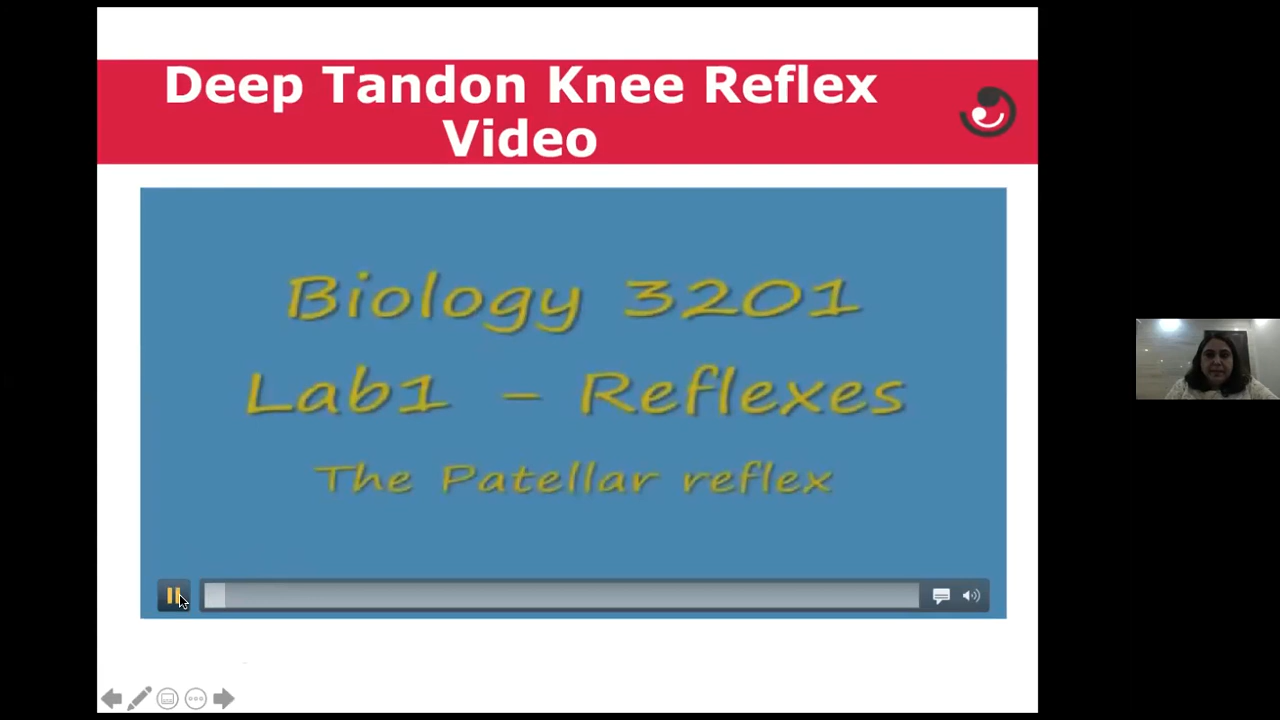 Deep Tandon Knee Reflex
Video
Biology 3201
Lab1 - Reflexes
The Patellar reflex